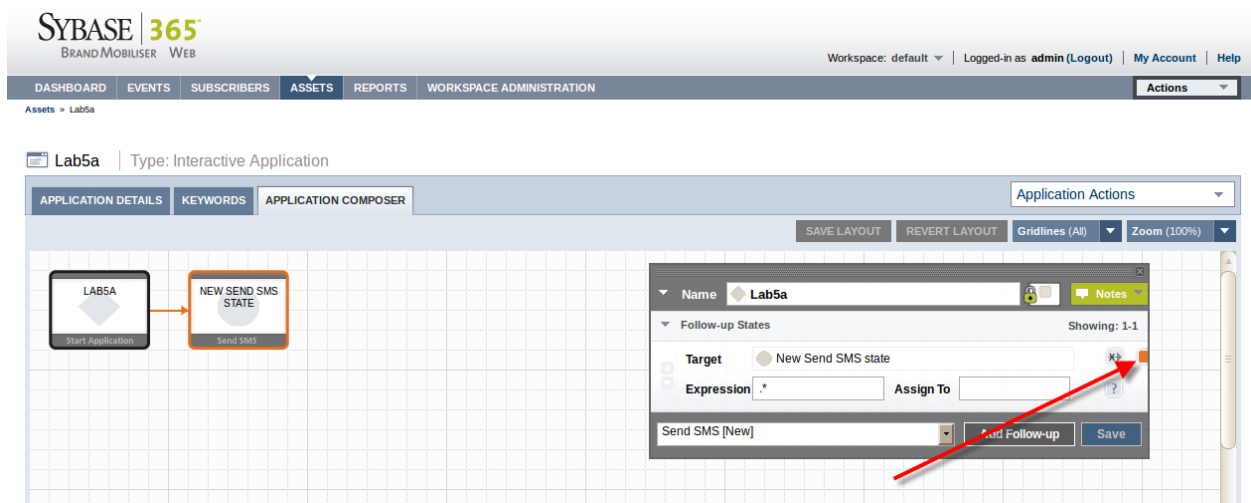 SYBASE 365
BRANDMOBILISER WEB
Workspace: default | Logged-in as admin (Logout) | My Account | Help
DASHBOARD EVENTS SUBSCRIBERS ASSETS REPORTS WORKSPACE ADMINISTRATION Actions
Assets » Lab5a
Lab5a | Type: Interactive Application
APPLICATION DETAILS KEYWORDS APPLICATION COMPOSER Application Actions
SAVE LAYOUT REVERT LAYOUT Gridlines (All) Zoom (100%)
LAB5A
Start Application
NEW SEND SMS
STATE
Send SMS
Name Lab5a Notes
Follow-up States Showing: 1-1
Target New Send SMS state
Expression .* Assign To ?
Send SMS [New] Add Follow-up Save